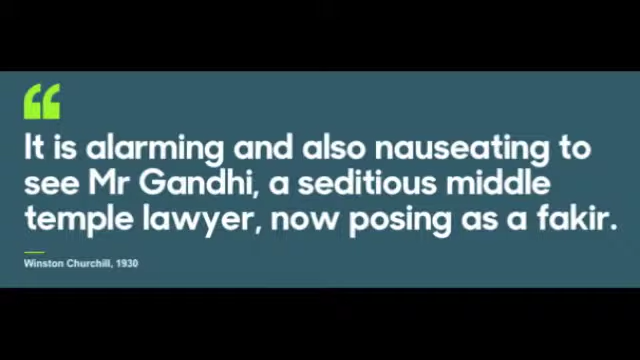 “
It is alarming and also nauseating to
see Mr Gandhi, a seditious middle
temple lawyer, now posing as a fakir.
Winston Churchill, 1930